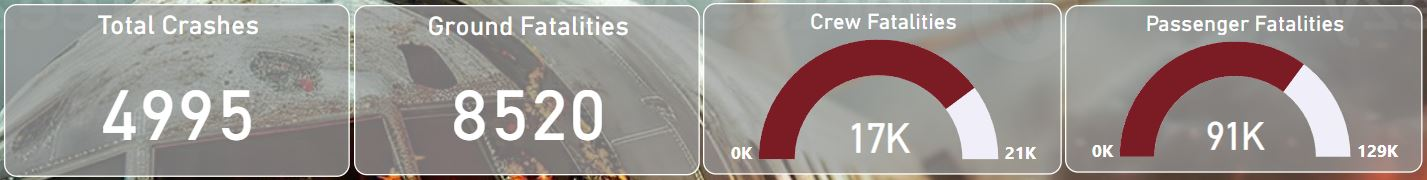 Total Crashes
4995
Ground Fatalities
8520
Crew Fatalities
17K
0K
21K
Passenger Fatalities
91K
0K
129K